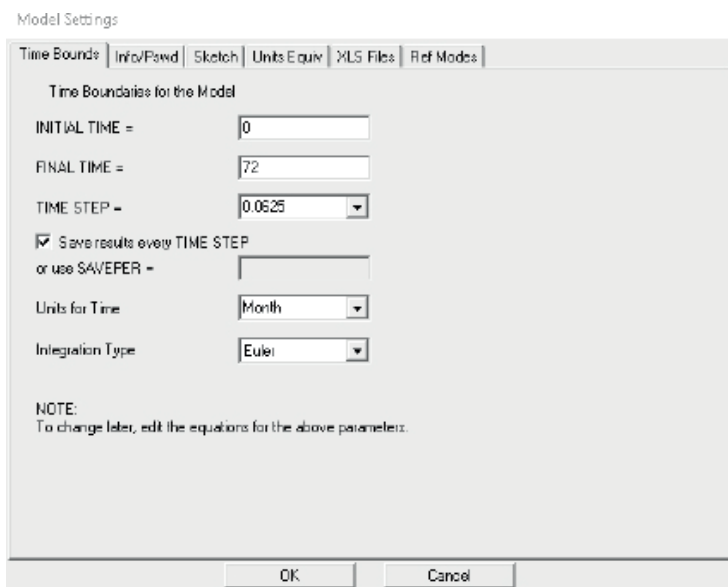 Model Settings
Time Bounds Info/Pswd Sketch Units Equiv XLS Files Ref Modes
Time Boundaries for the Model
INITIAL TIME = 0
FINAL TIME = 72
TIME STEP = 0.0625
Save results every TIME STEP
or use SAVEPER =
Units for Time Month
Integration Type Euler
NOTE:
To change later, edit the equations for the above parameters.
OK Cancel